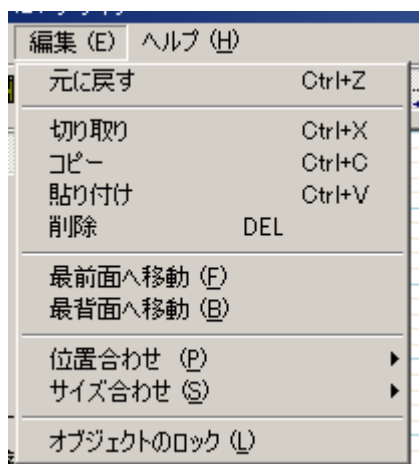 編集 (E) ヘルプ (H)
元に戻す Ctrl+Z
切り取り Ctrl+X
コピー Ctrl+C
貼り付け Ctrl+V
削除 DEL
最前面へ移動 (F)
最背面へ移動 (B)
位置合わせ (P)
サイズ合わせ (S)
オブジェクトのロック (L)